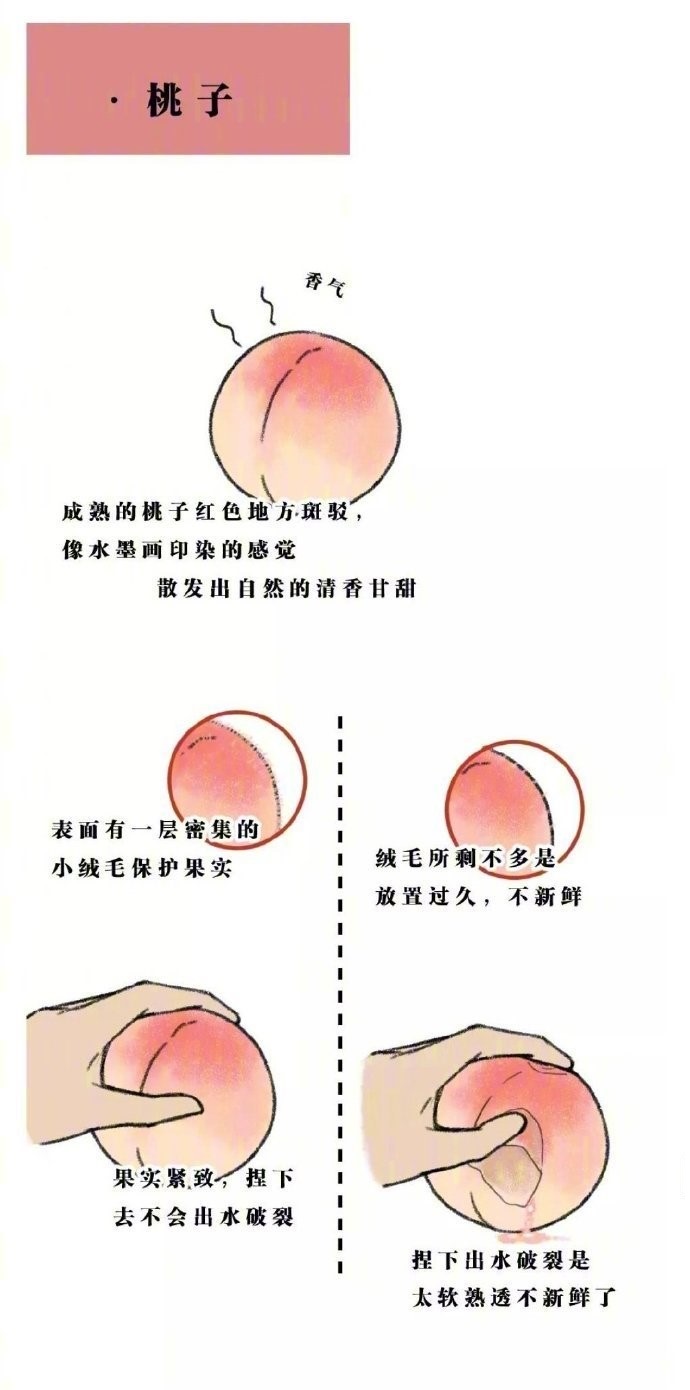 · 桃子
香气
成熟的桃子红色地方斑驳，
像水墨画印染的感觉
散发出自然的清香甘甜
表面有一层密集的
小绒毛保护果实
绒毛所剩不多是
放置过久，不新鲜
果实紧致，捏下
去不会出水破裂
捏下出水破裂是
太软熟透不新鲜了